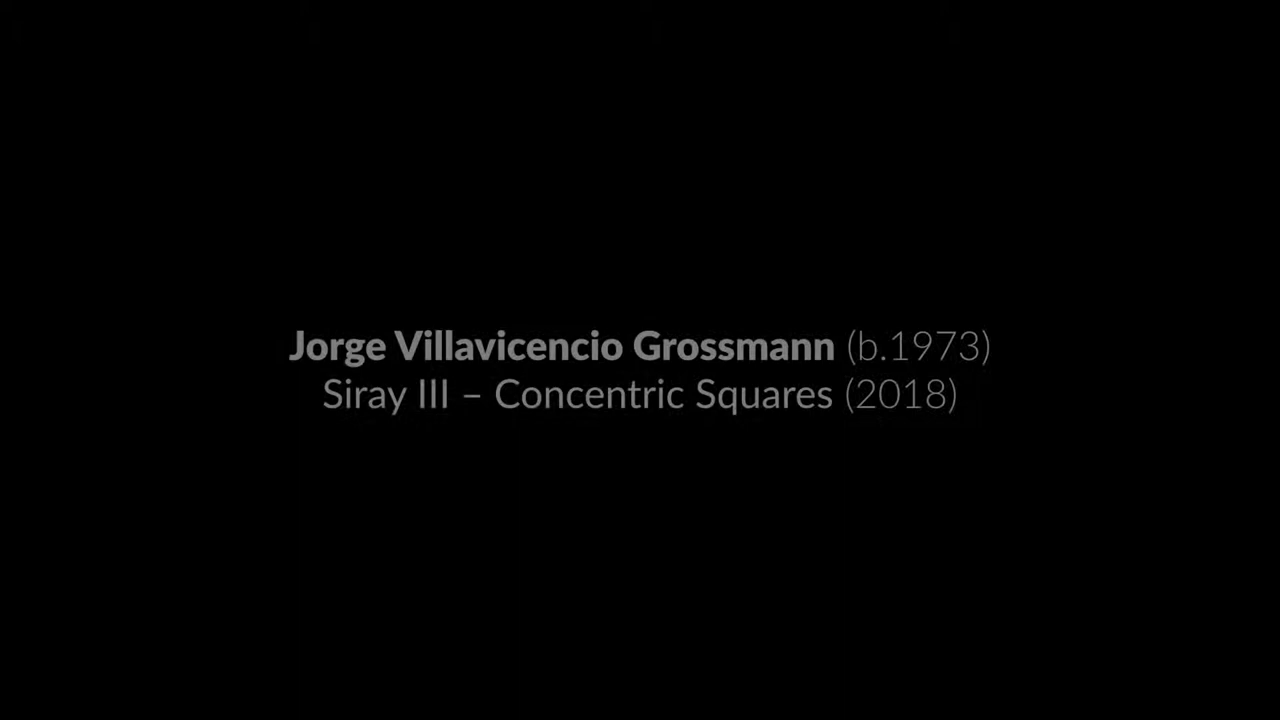 Jorge Villavicencio Grossmann (b.1973)
Siray III – Concentric Squares (2018)